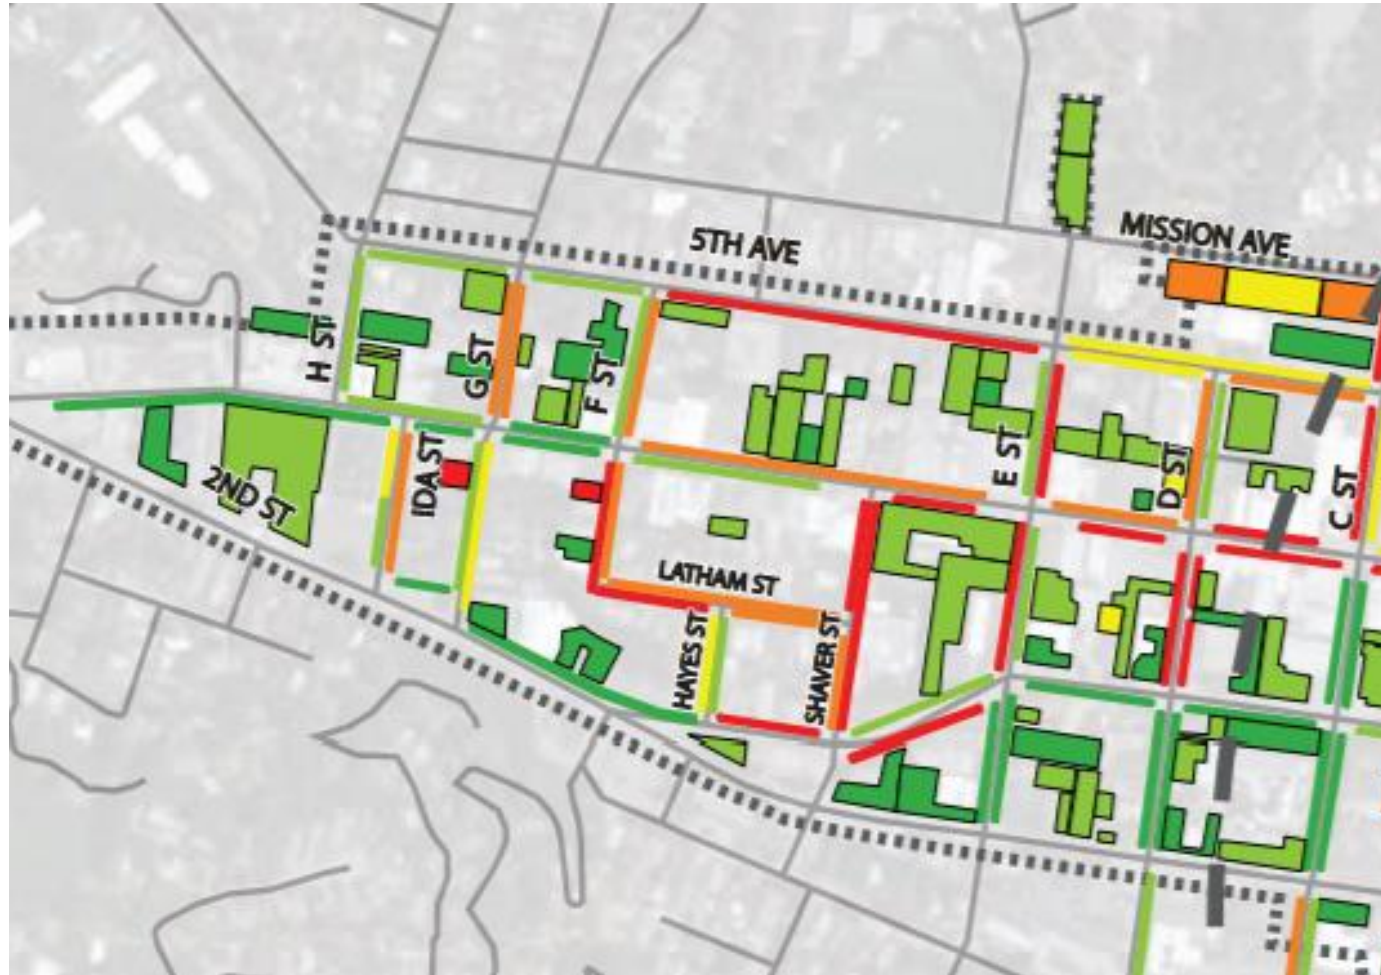 MISSION AVE
5TH AVE
H ST
G ST
F ST
E ST
D ST
C ST
IDA ST
2ND ST
LATHAM ST
HAYES ST
SHAVER ST